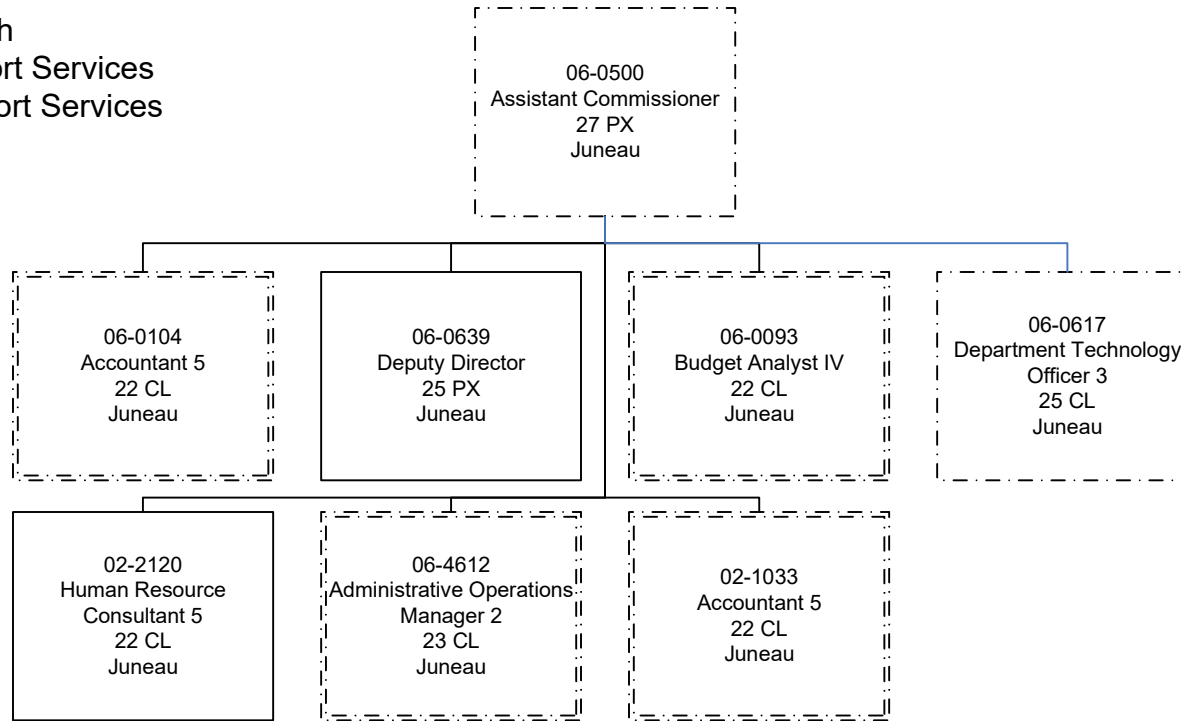 Services
Services
06-0500
Assistant Commissioner
27 PX
Juneau
06-0104
Accountant 5
22 CL
Juneau
06-0639
Deputy Director
25 PX
Juneau
06-0093
Budget Analyst IV
22 CL
Juneau
06-0617
Department Technology
Officer 3
25 CL
Juneau
02-2120
Human Resource
Consultant 5
22 CL
Juneau
06-4612
Administrative Operations
Manager 2
23 CL
Juneau
02-1033
Accountant 5
22 CL
Juneau